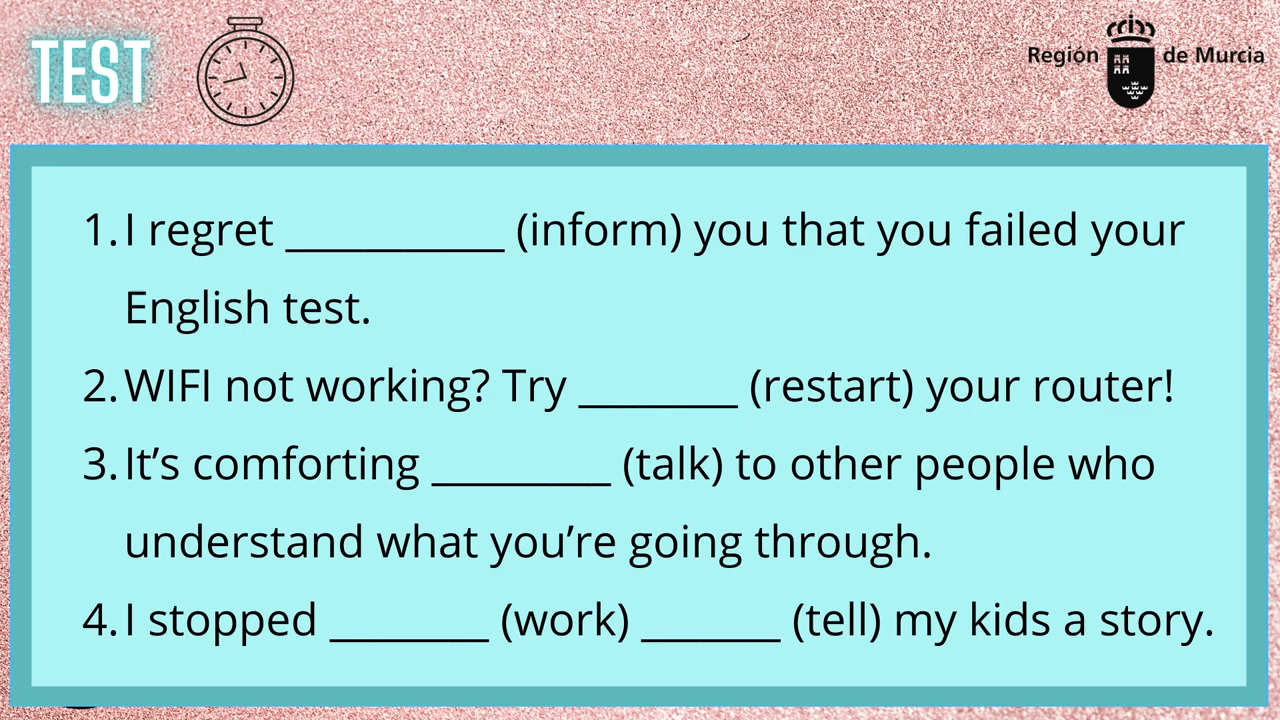 TEST
Región de Murcia
1. I regret ___________ (inform) you that you failed your
English test.
2. WIFI not working? Try ________ (restart) your router!
3. It’s comforting _________ (talk) to other people who
understand what you’re going through.
4. I stopped ________ (work) _______ (tell) my kids a story.